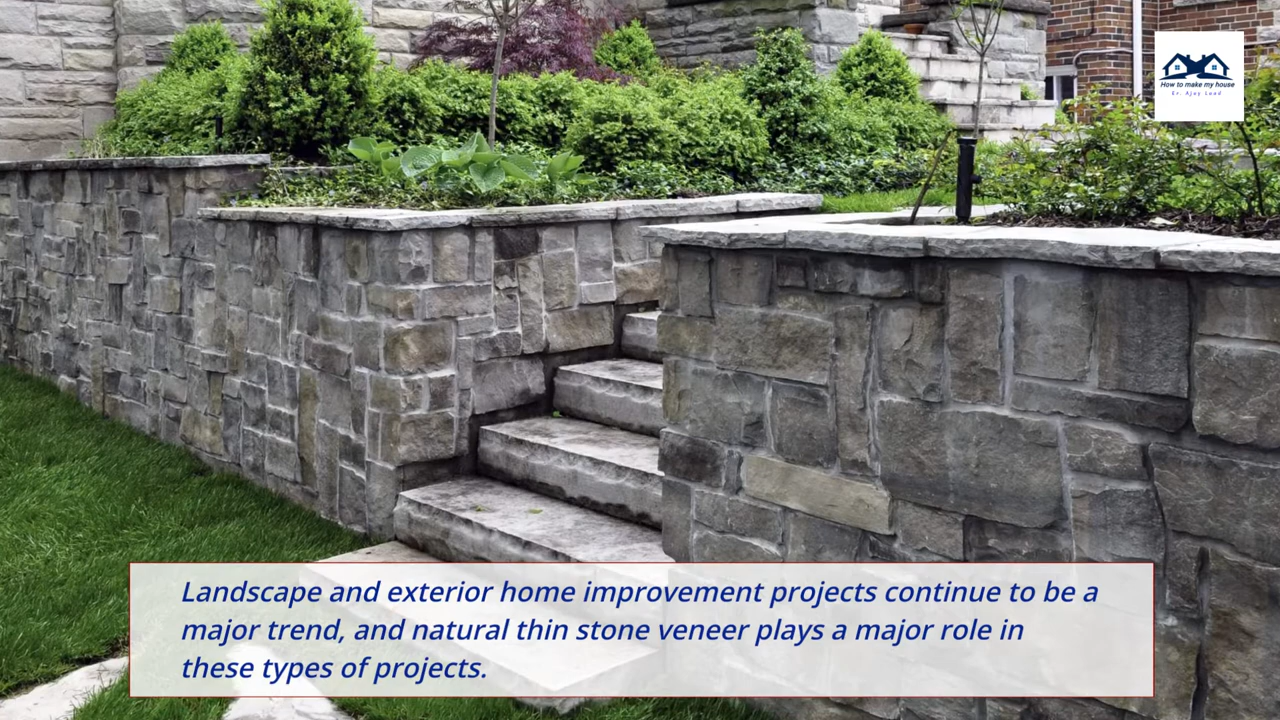 How to make my house
Er. Ajay Laad
Landscape and exterior home improvement projects continue to be a
major trend, and natural thin stone veneer plays a major role in
these types of projects.